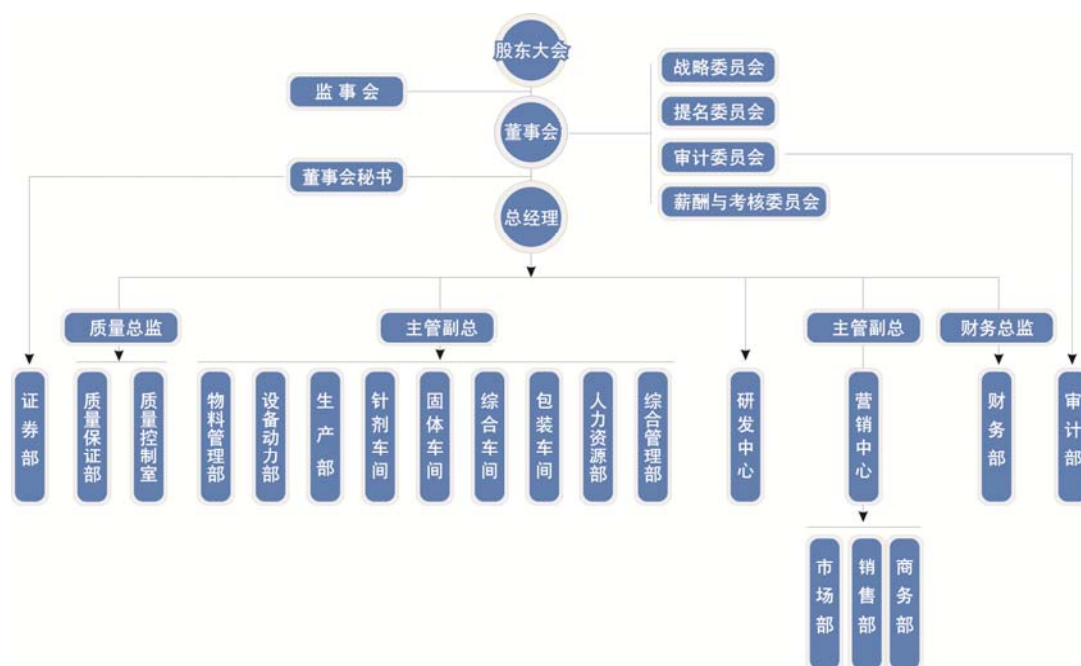 股东大会
监事会
战略委员会
提名委员会
董事会
审计委员会
董事会秘书
薪酬与考核委员会
总经理
质量总监
主管副总
主管副总
财务总监
证券部
质量保证部
质量控制室
物料管理部
设备动力部
生产部
针剂车间
固体车间
综合车间
包装车间
人力资源部
综合管理部
研发中心
营销中心
财务部
审计部
市场部
销售部
商务部